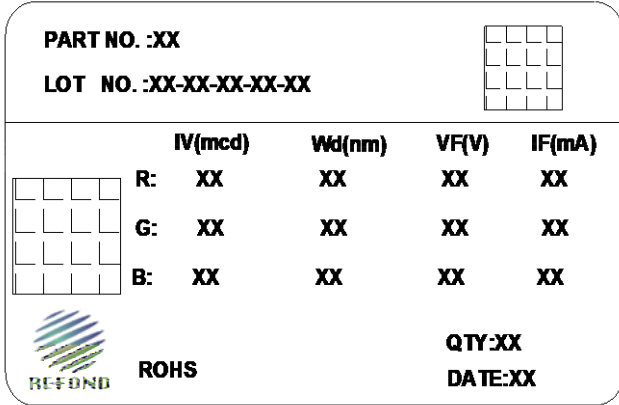 PART NO. :XX
LOT NO. :XX-XX-XX-XX-XX
IV(mcd) Wd(nm) VF(V) IF(mA)
R: XX XX XX XX
G: XX XX XX XX
B: XX XX XX XX
QTY:XX
REFOND ROHS
DATE:XX